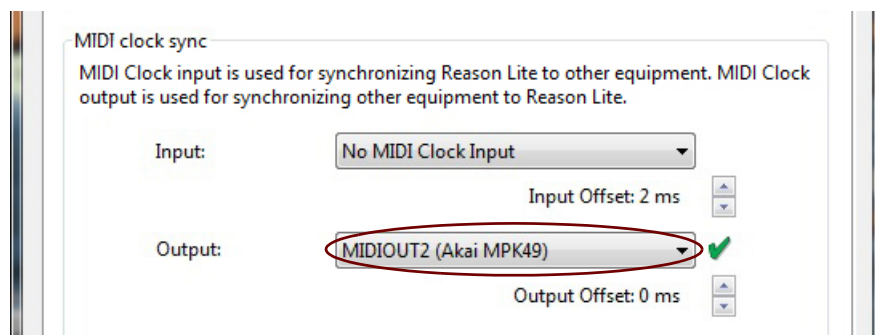 MIDI clock sync
MIDI Clock input is used for synchronizing Reason Lite to other equipment. MIDI Clock
output is used for synchronizing other equipment to Reason Lite.
Input:
No MIDI Clock Input
Input Offset: 2 ms
Output:
MIDIOUT2 (Akai MPK49)
Output Offset: 0 ms